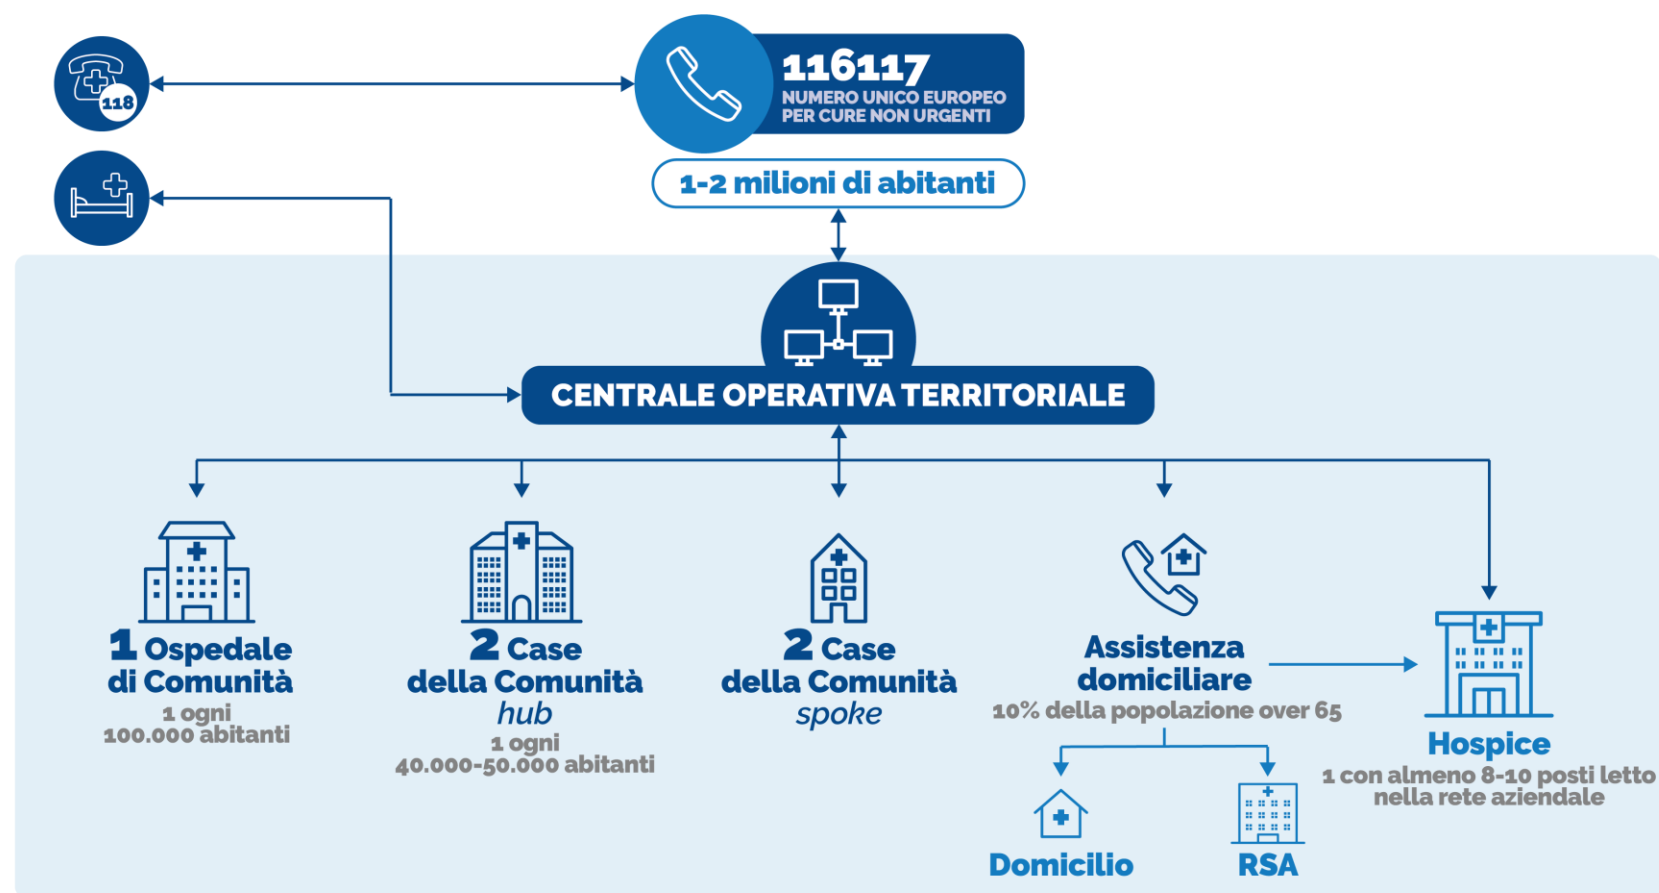 118
116117
NUMERO UNICO EUROPEO
PER CURE NON URGENTI
1-2 milioni di abitanti
CENTRALE OPERATIVA TERRITORIALE
1 Ospedale
di Comunità
1 ogni
100.000 abitanti
2 Case
della Comunità
hub
1 ogni
40.000-50.000 abitanti
2 Case
della Comunità
spoke
Assistenza
domiciliare
10% della popolazione over 65
Domicilio
RSA
Hospice
1 con almeno 8-10 posti letto
nella rete aziendale